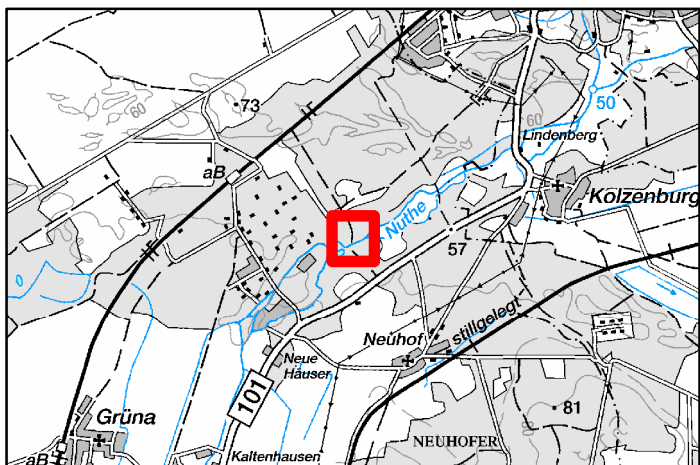 60
73
50
60
Lindenberg
aB
Kolzenburg
Nuthe
57
0
stillgelegt
Neuhof
Neue
Häuser
101
Grüna
81
NEUHOFER
Kaltenhausen
aB